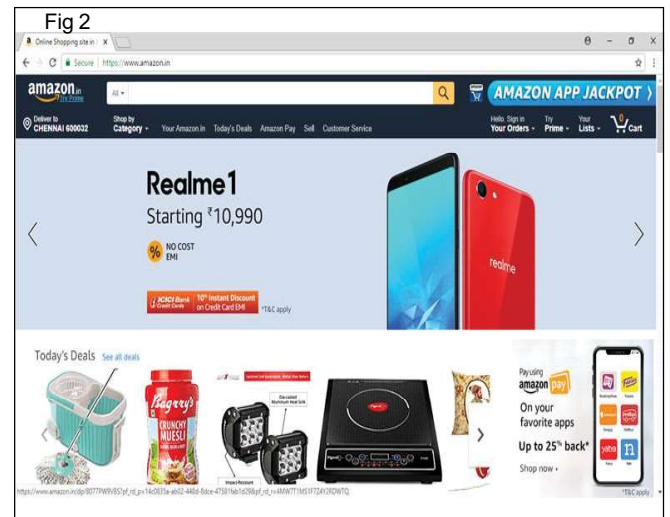 Fig 2
Online Shopping site in
Secure https://www.amazon.in
amazon.in
Try Prime
All
AMAZON APP JACKPOT
Deliver to
CHENNAI 600032
Shop by
Category
Your Amazon.in Today's Deals Amazon Pay Sell Customer Service
Hello. Sign in
Your Orders
Try
Prime
Your
Lists
0
Cart
Realme1
Starting ₹10,990
% NO COST
EMI
ICICI Bank
Credit Cards
10% Instant Discount
on Credit Card EMI
*T&C apply
realme
Today's Deals See all deals
Bagrry's
CRUNCHY
MUESLI
Pay using
amazon pay
On your
favorite apps
Up to 25% back*
Shop now
yatra
*T&C apply